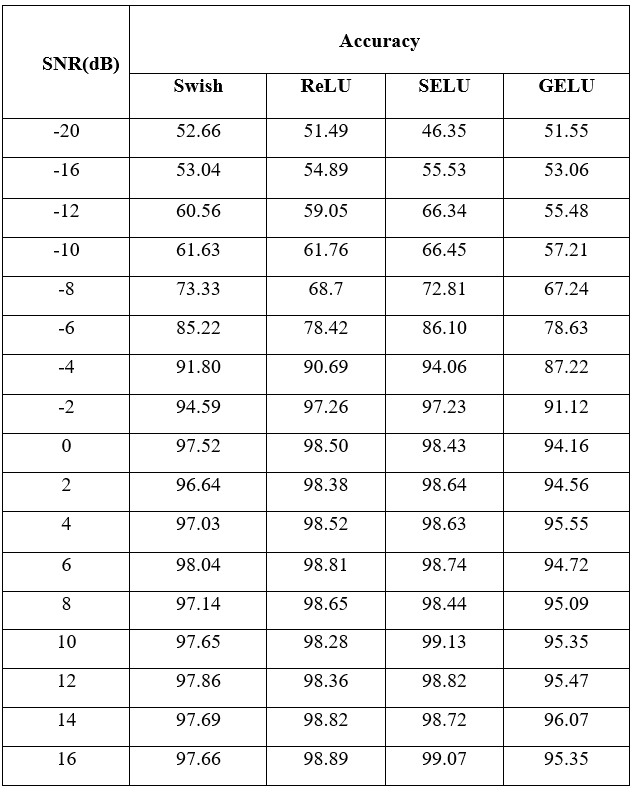 SNR(dB) Accuracy
Swish ReLU SELU GELU
-20 52.66 51.49 46.35 51.55
-16 53.04 54.89 55.53 53.06
-12 60.56 59.05 66.34 55.48
-10 61.63 61.76 66.45 57.21
-8 73.33 68.7 72.81 67.24
-6 85.22 78.42 86.10 78.63
-4 91.80 90.69 94.06 87.22
-2 94.59 97.26 97.23 91.12
0 97.52 98.50 98.43 94.16
2 96.64 98.38 98.64 94.56
4 97.03 98.52 98.63 95.55
6 98.04 98.81 98.74 94.72
8 97.14 98.65 98.44 95.09
10 97.65 98.28 99.13 95.35
12 97.86 98.36 98.82 95.47
14 97.69 98.82 98.72 96.07
16 97.66 98.89 99.07 95.35